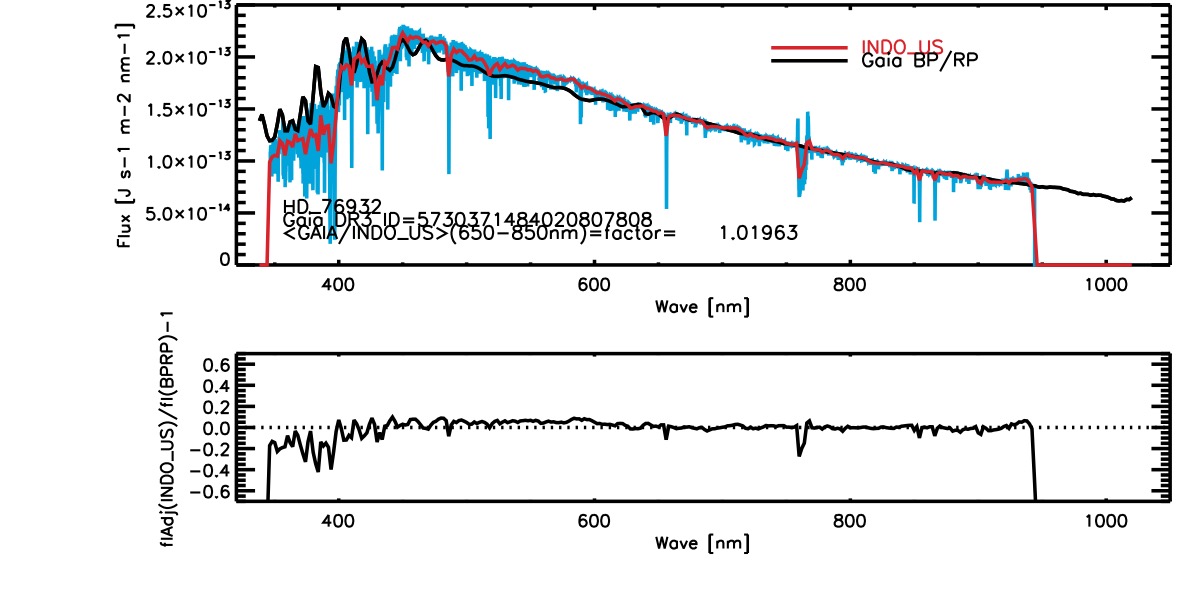 2.5×10−13
2.0×10−13
1.5×10−13
1.0×10−13
5.0×10−14
0
Flux [J s−1 m−2 nm−1]
INDO_US
Gaia BP/RP
HD_76932
Gaia DR3 ID=5730371484020807808
<GAIA/INDO_US>(650−850nm)=factor= 1.01963
400 600 800 1000
Wave [nm]
flAdj(INDO_US)/fl(BPRP)−1
0.6
0.4
0.2
0.0
−0.2
−0.4
−0.6
400 600 800 1000
Wave [nm]